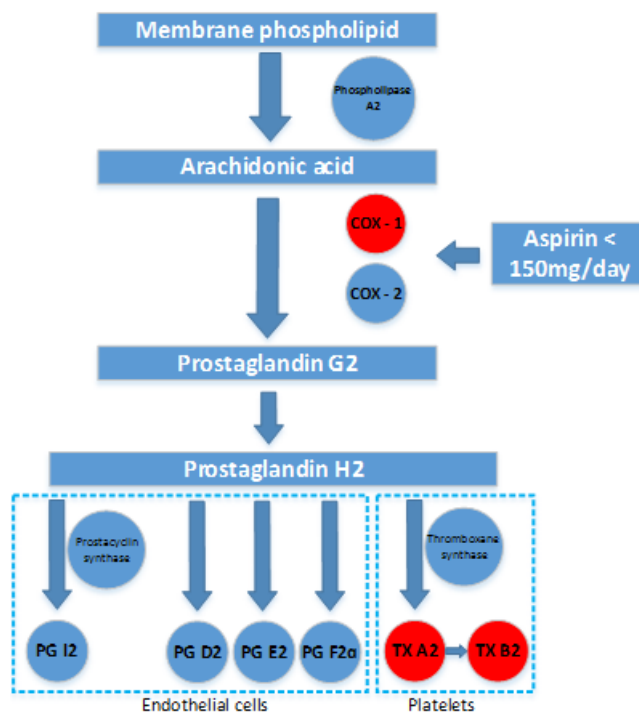 Membrane phospholipid
Phospholipase
A2
Arachidonic acid
COX - 1
COX - 2
Aspirin <
150mg/day
Prostaglandin G2
Prostaglandin H2
Prostacyclin
synthase
Thromboxane
synthase
PG I2
PG D2
PG E2
PG F2α
TX A2
TX B2
Endothelial cells
Platelets